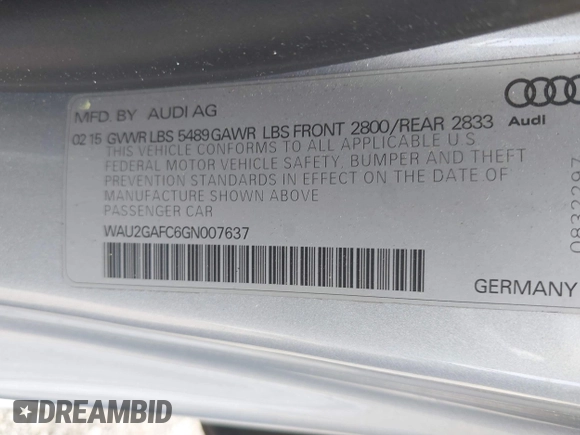 MFD. BY AUDI AG
02 15 GVWR LBS 5489 GAWR LBS FRONT 2800/REAR 2833
THIS VEHICLE CONFORMS TO ALL APPLICABLE U S
FEDERAL MOTOR VEHICLE SAFETY, BUMPER AND THEFT
PREVENTION STANDARDS IN EFFECT ON THE DATE OF
MANUFACTURE SHOWN ABOVE
PASSENGER CAR
WAU2GAFC6GN007637
Audi
GERMANY
DREAMBID